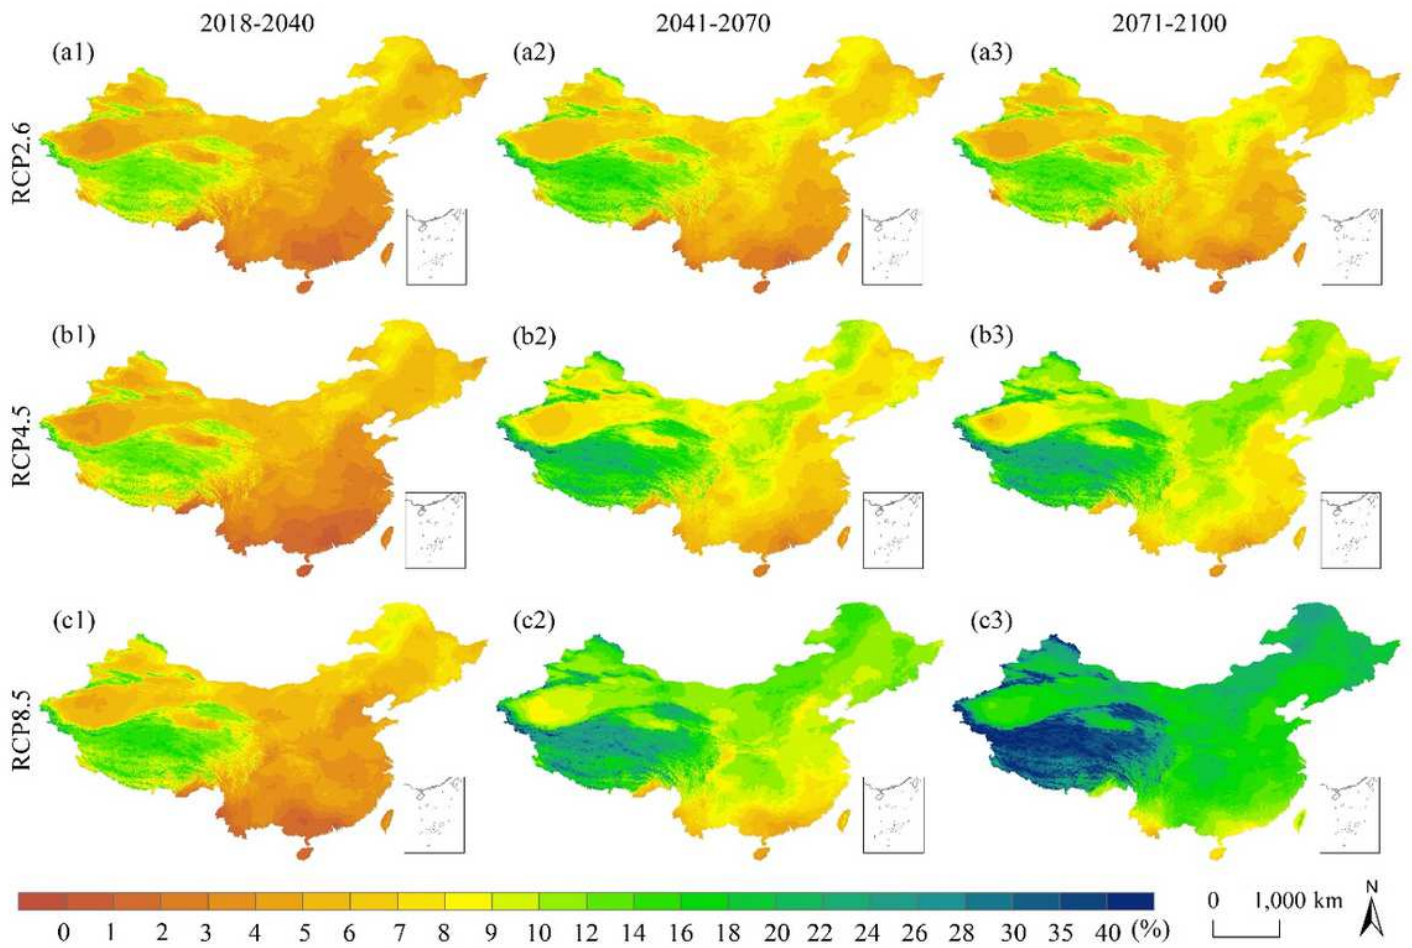 2018-2040 2041-2070 2071-2100
(a1) (a2) (a3)
RCP2.6
(b1) (b2) (b3)
RCP4.5
(c1) (c2) (c3)
RCP8.5
0 1 2 3 4 5 6 7 8 9 10 12 14 16 18 20 22 24 26 28 30 35 40 (%)
0 1,000 km
N